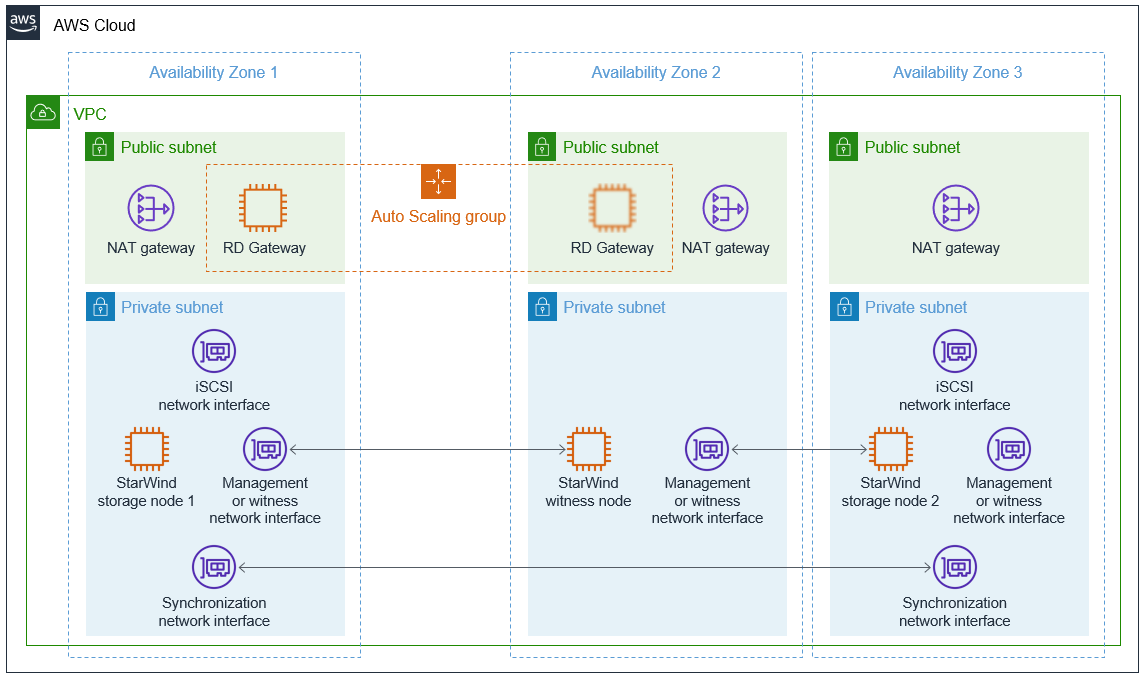 aws
AWS Cloud
Availability Zone 1
Availability Zone 2
Availability Zone 3
VPC
Public subnet
Public subnet
Public subnet
Auto Scaling group
NAT gateway
RD Gateway
RD Gateway
NAT gateway
NAT gateway
Private subnet
Private subnet
Private subnet
iSCSI
network interface
iSCSI
network interface
StarWind
storage node 1
Management
or witness
network interface
StarWind
witness node
Management
or witness
network interface
StarWind
storage node 2
Management
or witness
network interface
Synchronization
network interface
Synchronization
network interface